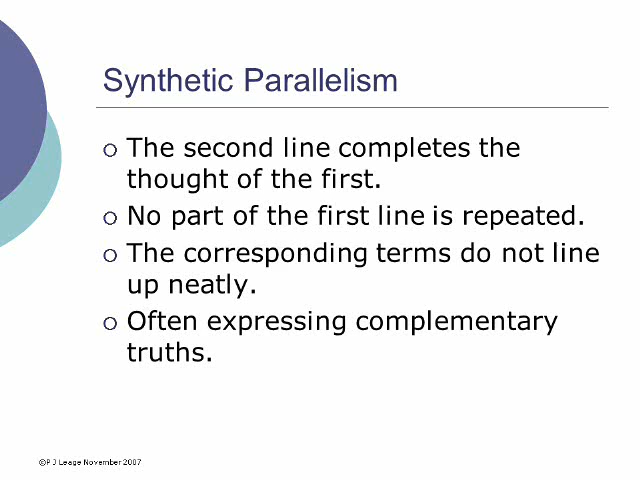 Synthetic Parallelism
The second line completes the
thought of the first.
No part of the first line is repeated.
The corresponding terms do not line
up neatly.
Often expressing complementary
truths.
©P J Leage November 2007